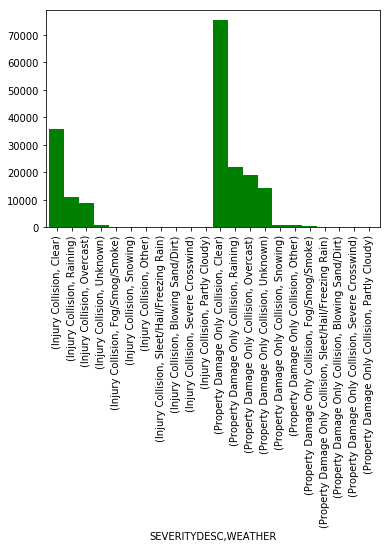 70000
60000
50000
40000
30000
20000
10000
0
(Injury Collision, Clear)
(Injury Collision, Raining)
(Injury Collision, Overcast)
(Injury Collision, Unknown)
(Injury Collision, Fog/Smog/Smoke)
(Injury Collision, Snowing)
(Injury Collision, Other)
(Injury Collision, Sleet/Hail/Freezing Rain)
(Injury Collision, Blowing Sand/Dirt)
(Injury Collision, Severe Crosswind)
(Injury Collision, Partly Cloudy)
(Property Damage Only Collision, Clear)
(Property Damage Only Collision, Raining)
(Property Damage Only Collision, Overcast)
(Property Damage Only Collision, Unknown)
(Property Damage Only Collision, Snowing)
(Property Damage Only Collision, Other)
(Property Damage Only Collision, Fog/Smog/Smoke)
(Property Damage Only Collision, Sleet/Hail/Freezing Rain)
(Property Damage Only Collision, Blowing Sand/Dirt)
(Property Damage Only Collision, Severe Crosswind)
(Property Damage Only Collision, Partly Cloudy)
SEVERITYDESC,WEATHER